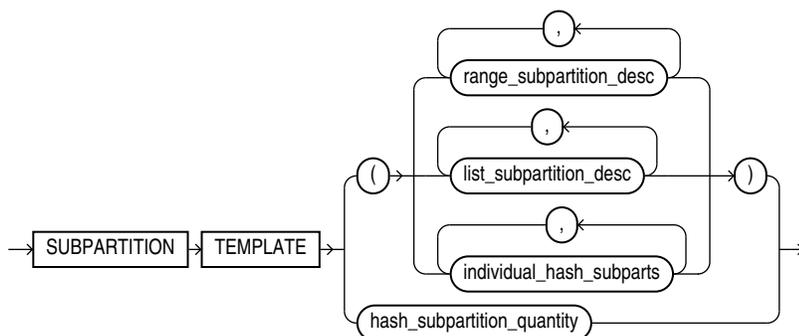 ,
range_subpartition_desc
,
( list_subpartition_desc )
SUBPARTITION TEMPLATE
,
individual_hash_subparts
hash_subpartition_quantity